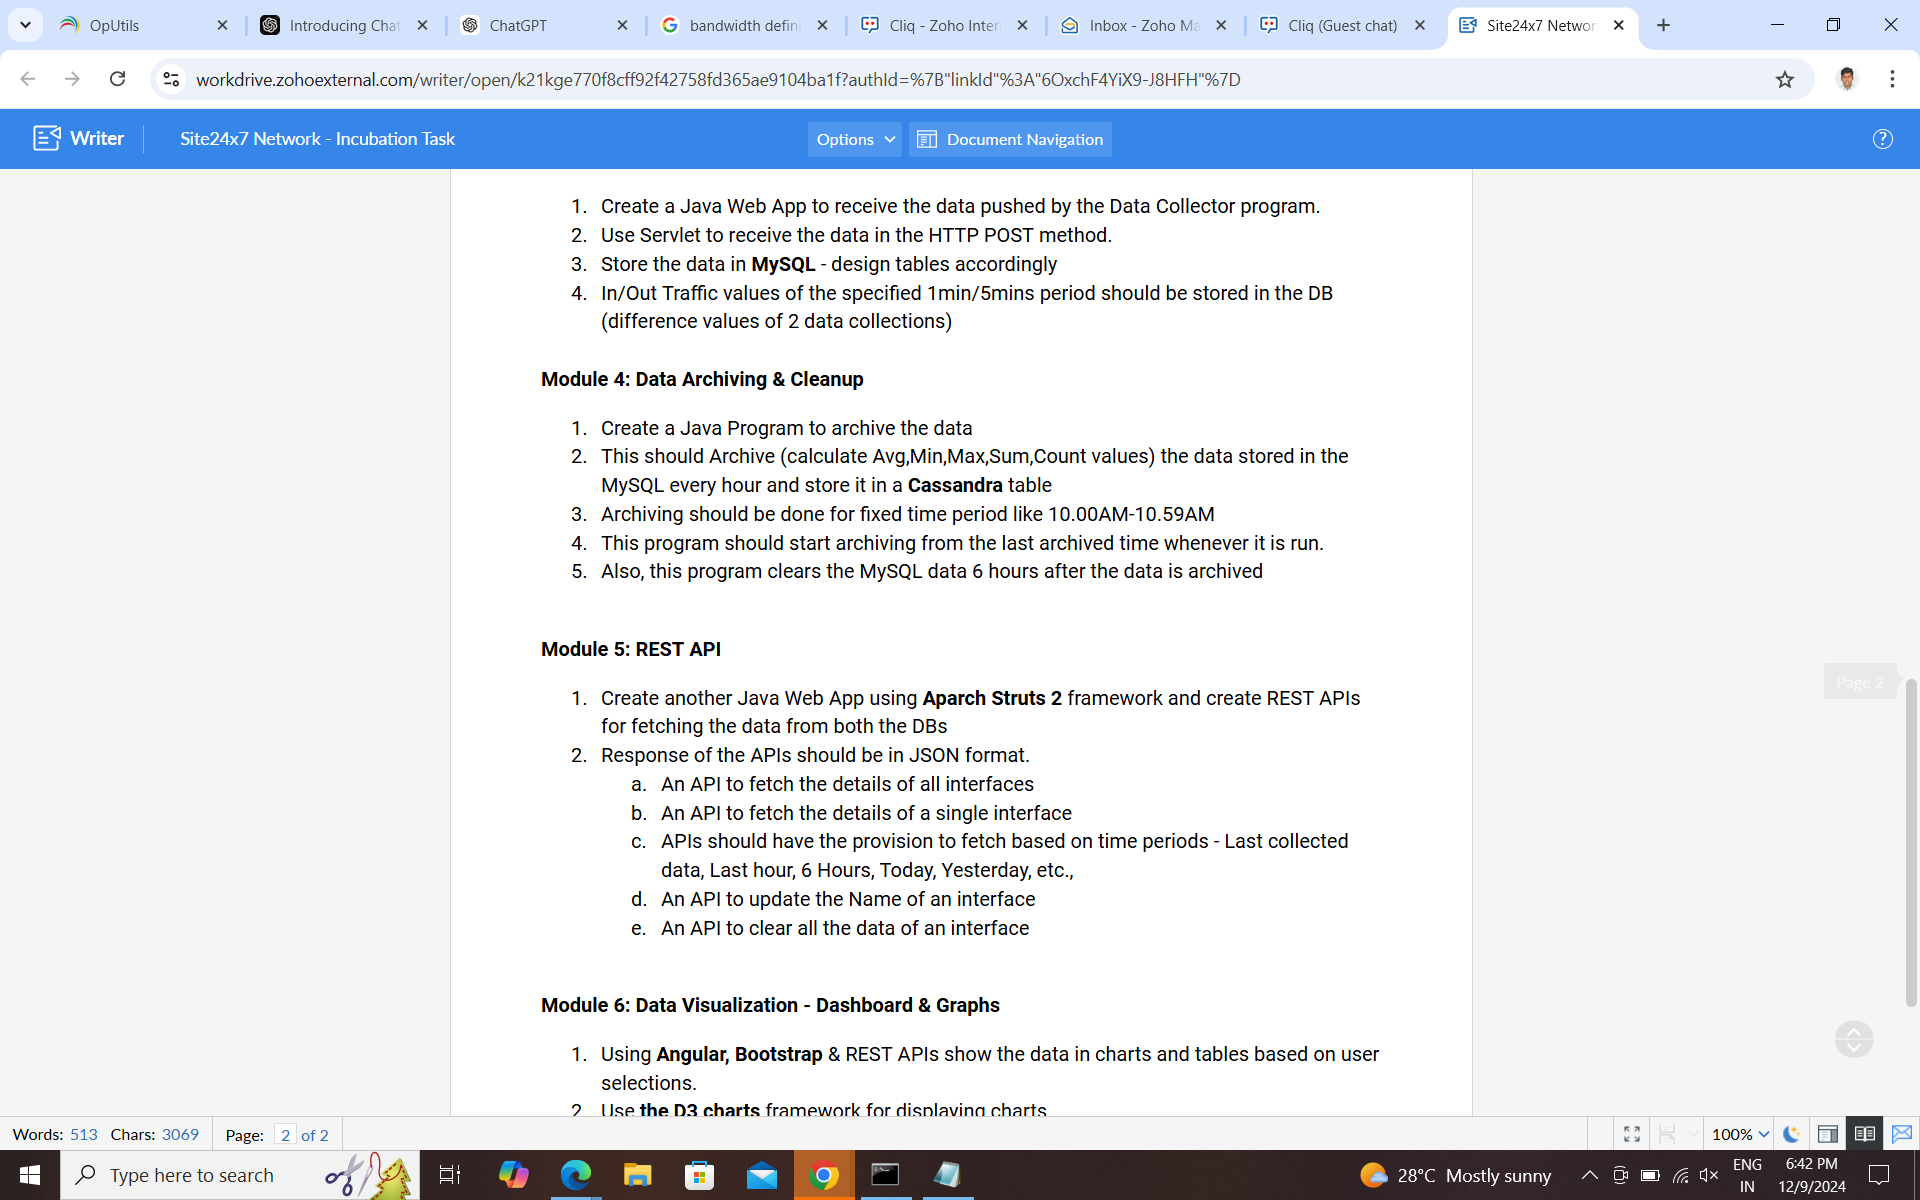 OpUtils
Introducing Chat
ChatGPT
bandwidth defini
Cliq - Zoho Inter
Inbox - Zoho Ma
Cliq (Guest chat)
Site24x7 Networ
workdrive.zohoexternal.com/writer/open/k21kge770f8cff92f42758fd365ae9104ba1f?authId=%7B"linkId"%3A"6OxchF4YiX9-J8HFH"%7D
Writer
Site24x7 Network - Incubation Task
Options
Document Navigation
1. Create a Java Web App to receive the data pushed by the Data Collector program.
2. Use Servlet to receive the data in the HTTP POST method.
3. Store the data in MySQL - design tables accordingly
4. In/Out Traffic values of the specified 1min/5mins period should be stored in the DB
(difference values of 2 data collections)
Module 4: Data Archiving & Cleanup
1. Create a Java Program to archive the data
2. This should Archive (calculate Avg,Min,Max,Sum,Count values) the data stored in the
MySQL every hour and store it in a Cassandra table
3. Archiving should be done for fixed time period like 10.00AM-10.59AM
4. This program should start archiving from the last archived time whenever it is run.
5. Also, this program clears the MySQL data 6 hours after the data is archived
Module 5: REST API
1. Create another Java Web App using Aparch Struts 2 framework and create REST APIs
for fetching the data from both the DBs
2. Response of the APIs should be in JSON format.
a. An API to fetch the details of all interfaces
b. An API to fetch the details of a single interface
c. APIs should have the provision to fetch based on time periods - Last collected
data, Last hour, 6 Hours, Today, Yesterday, etc.,
d. An API to update the Name of an interface
e. An API to clear all the data of an interface
Page 2
Module 6: Data Visualization - Dashboard & Graphs
1. Using Angular, Bootstrap & REST APIs show the data in charts and tables based on user
selections.
2. Use the D3 charts framework for displaying charts
Words: 513 Chars: 3069 Page: 2 of 2
100%
Type here to search
28°C Mostly sunny
ENG
IN
6:42 PM
12/9/2024